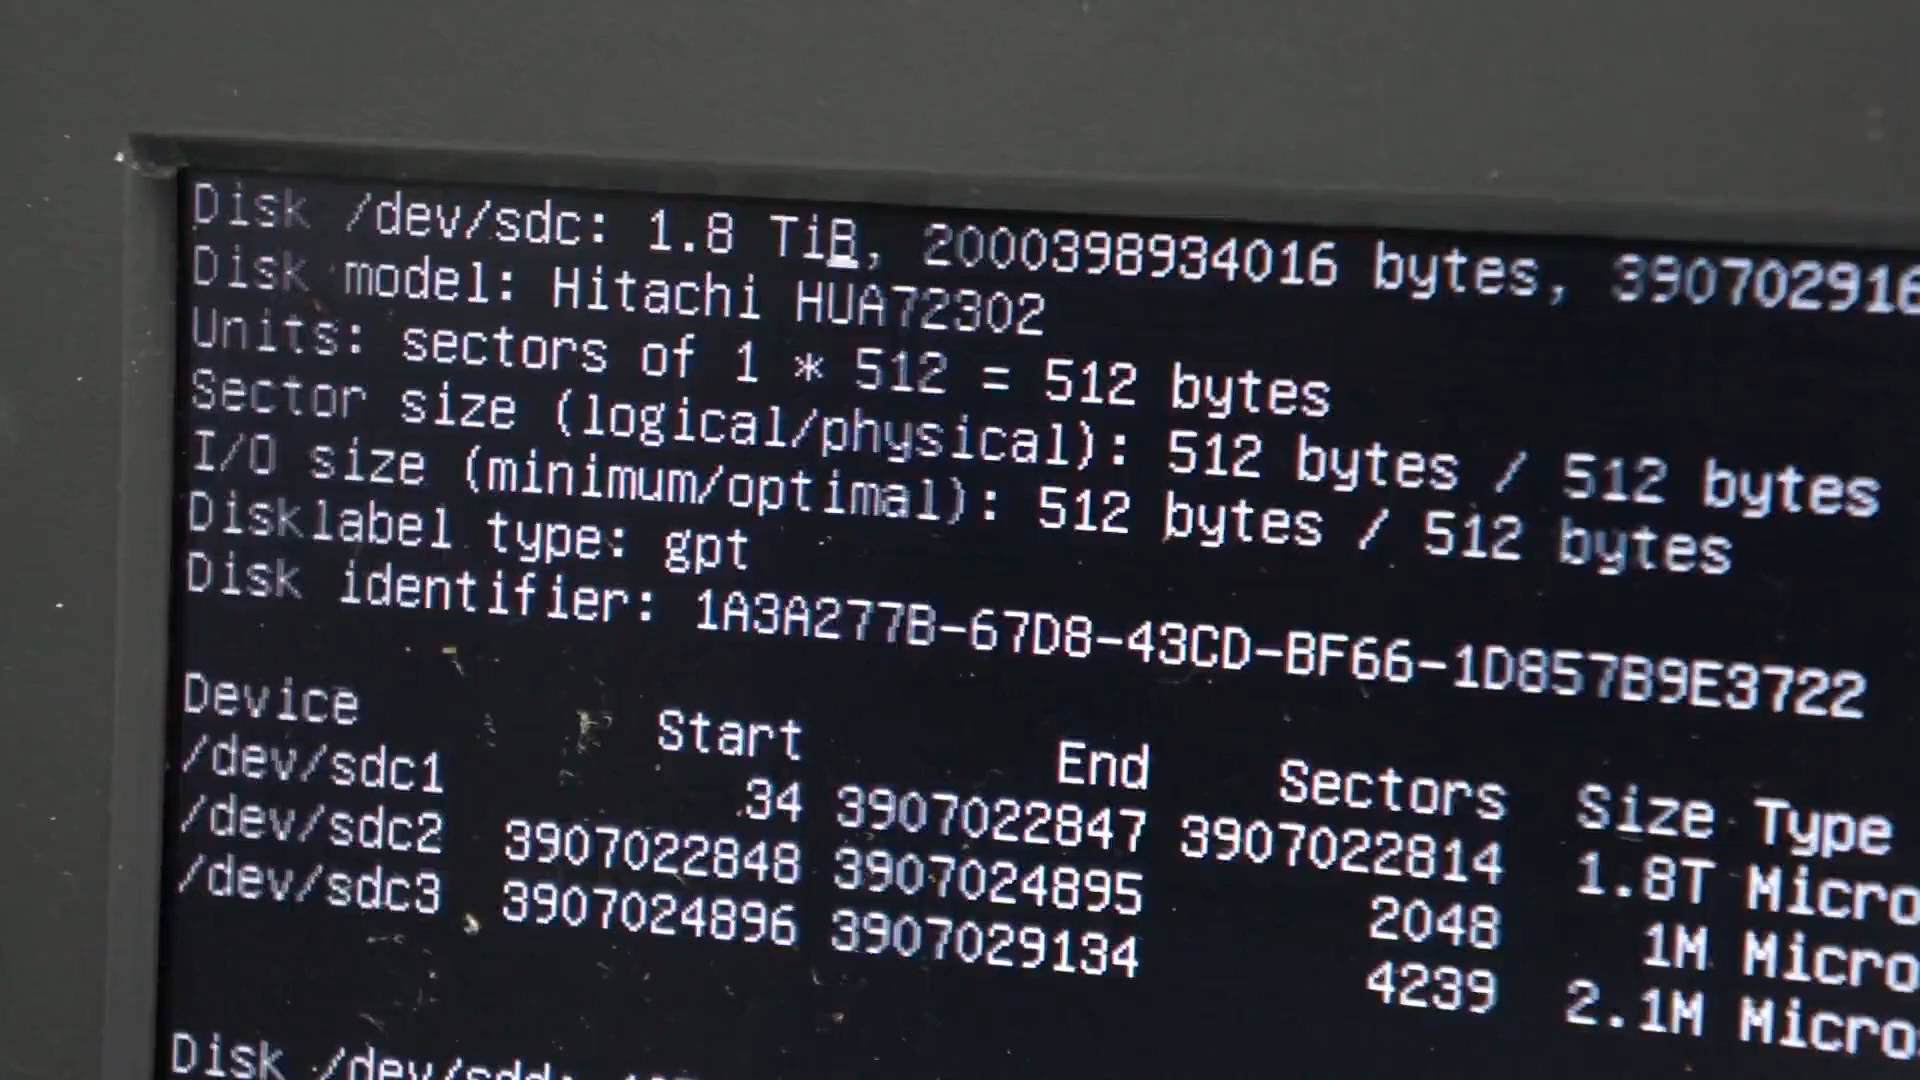 Disk /dev/sdc: 1.8 TiB, 2000398934016 bytes, 390702916
Disk model: Hitachi HUA72302
Units: sectors of 1 * 512 = 512 bytes
Sector size (logical/physical): 512 bytes / 512 bytes
I/O size (minimum/optimal): 512 bytes / 512 bytes
Disklabel type: gpt
Disk identifier: 1A3A277B-67D8-43CD-BF66-1D857B9E3722
Device Start End Sectors Size Type
/dev/sdc1 34 3907022847 3907022814 1.8T Micro
/dev/sdc2 3907022848 3907024895 2048 1M Micro
/dev/sdc3 3907024896 3907029134 4239 2.1M Micro
Disk /dev/sdd: